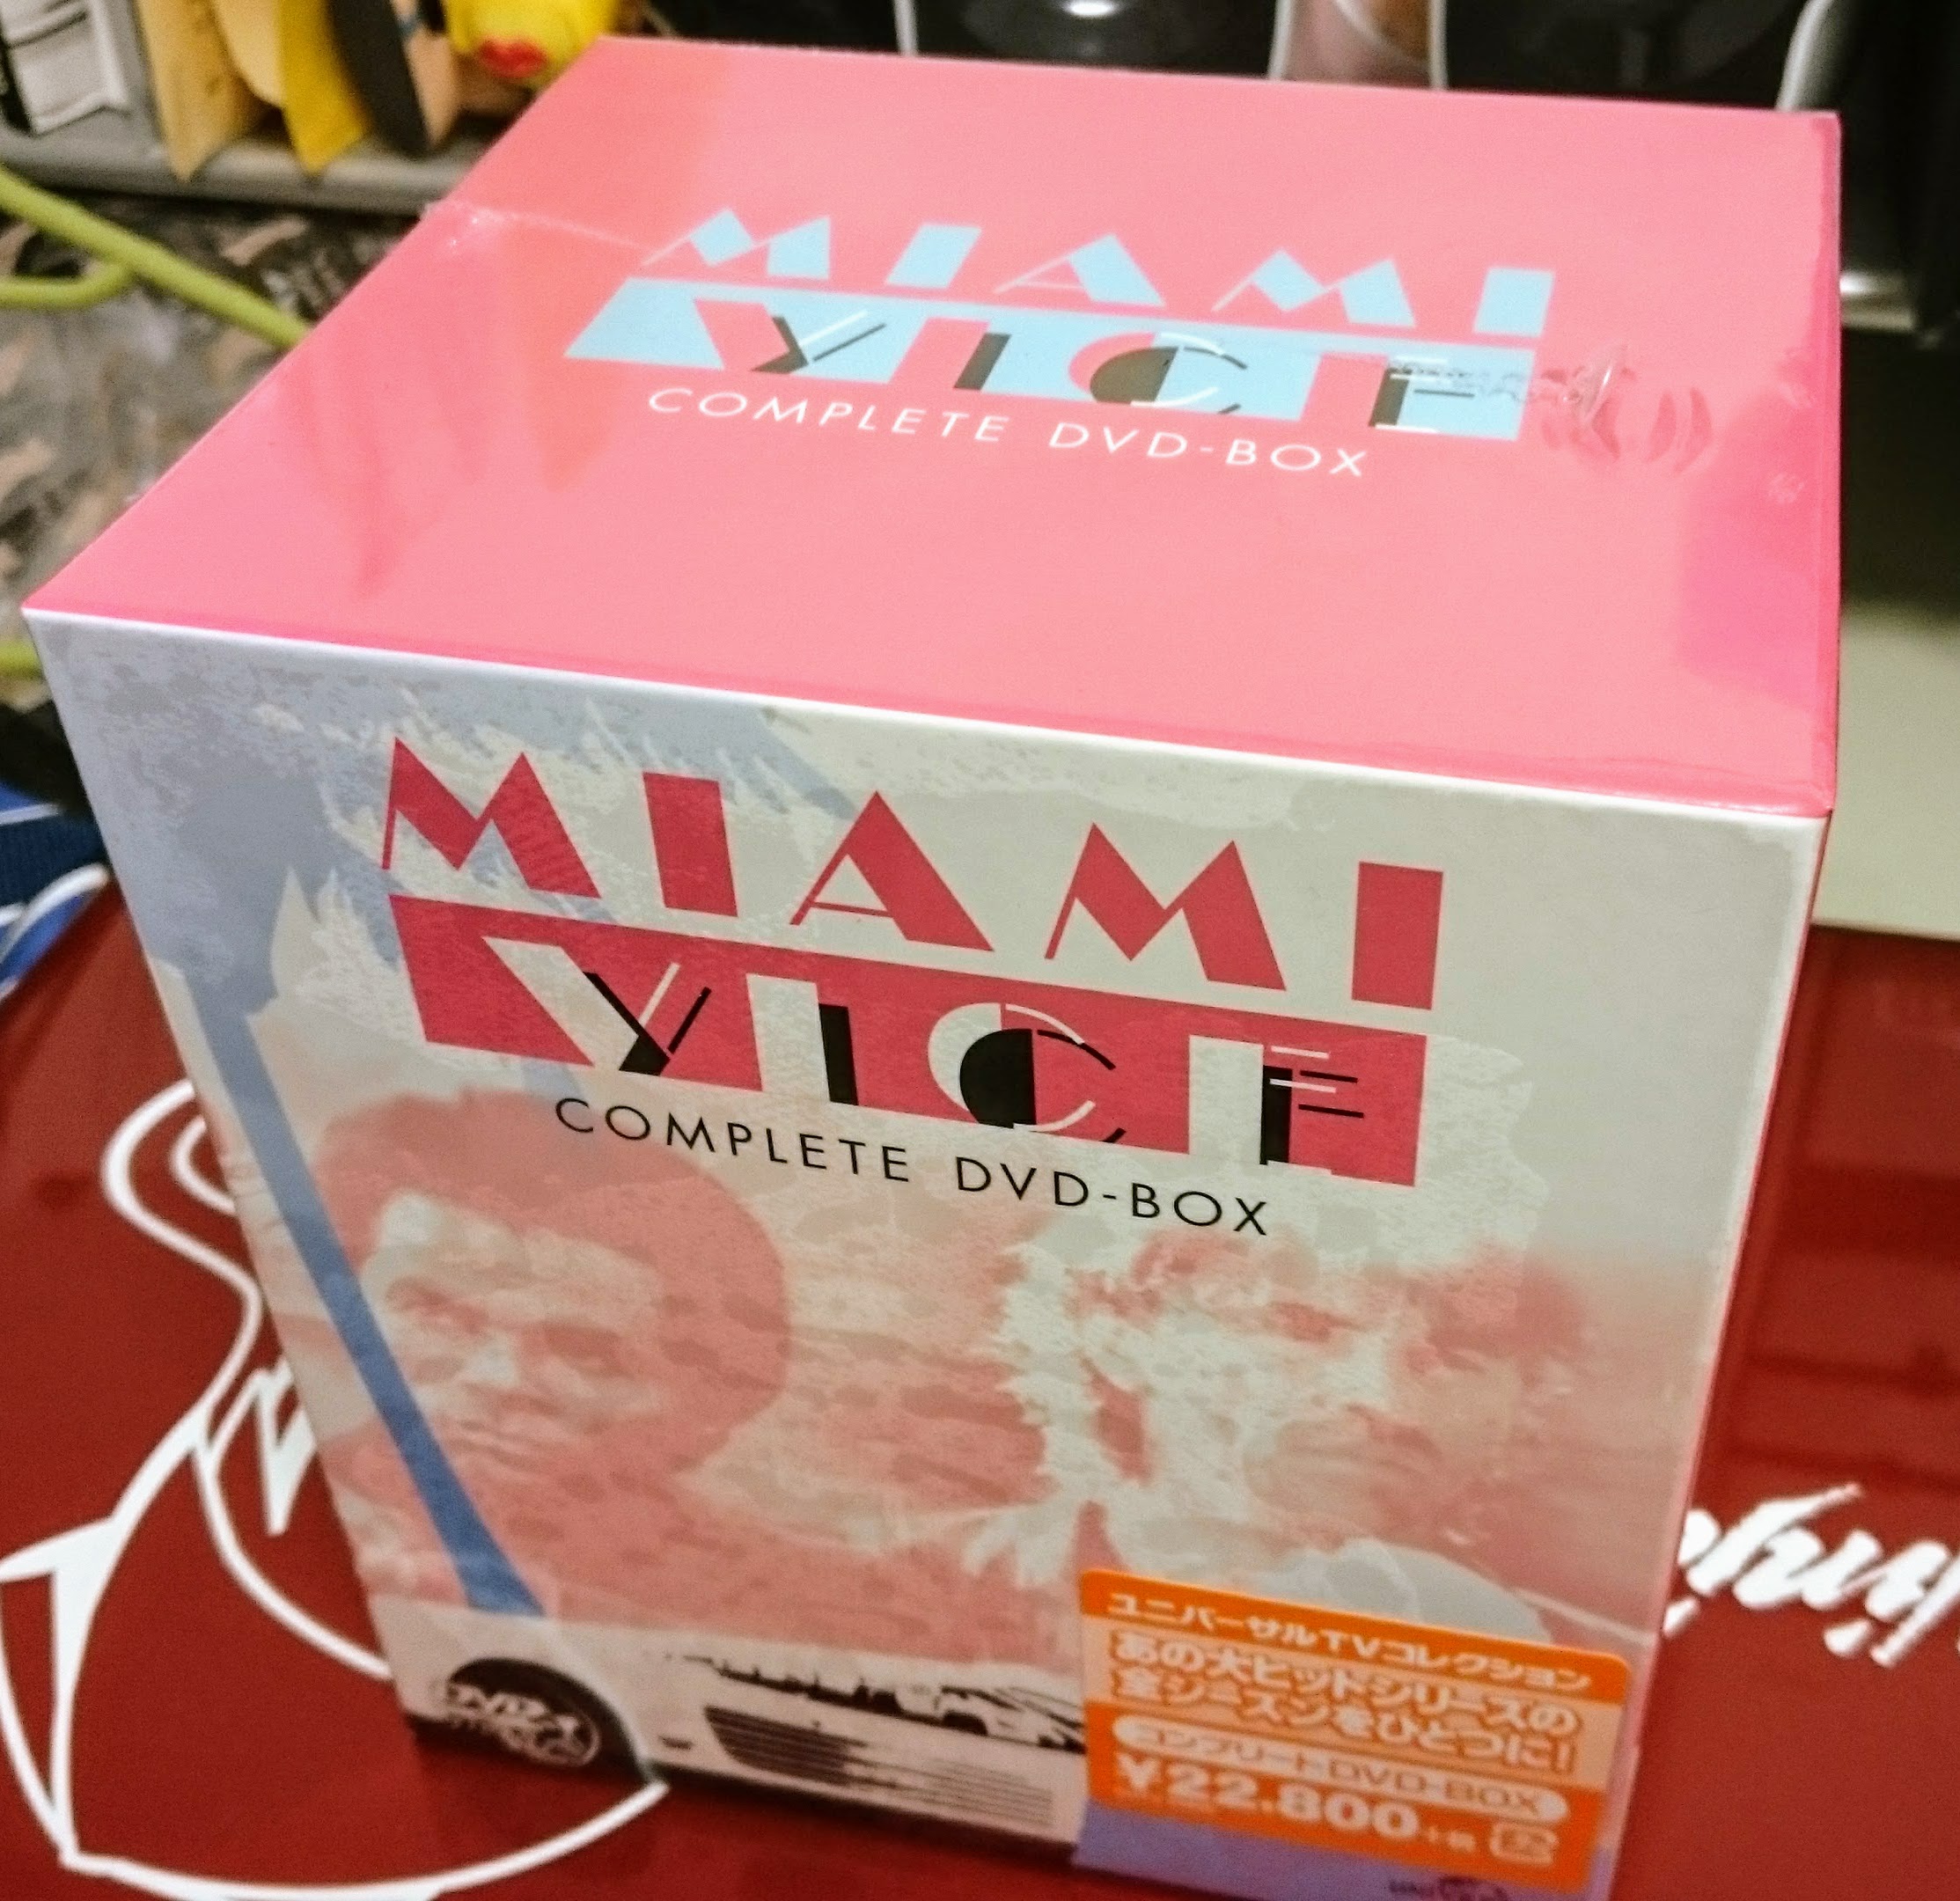 MIAMI
VICE
COMPLETE DVD-BOX
MIAMI
VICE
COMPLETE DVD-BOX
ユニバーサルTVコレクション
あの大ヒットシリーズの
全シーズンをひとつに!
コンプリートDVD-BOX
¥22,800+税